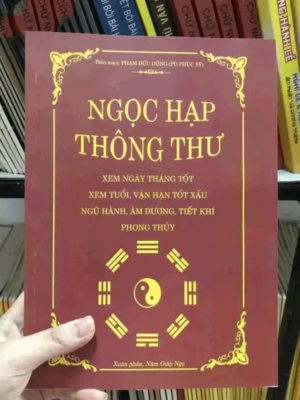 Biên soạn: PHẠM ĐỨC DŨNG (PD PHÚC SỸ)
NGỌC HẠP
THÔNG THƯ
XEM NGÀY THÁNG TỐT
XEM TUỔI, VẬN HẠN TỐT XẤU
NGŨ HÀNH, ÂM DƯƠNG, TIẾT KHÍ
PHONG THỦY
Xuân phân, Năm Giáp Ngọ